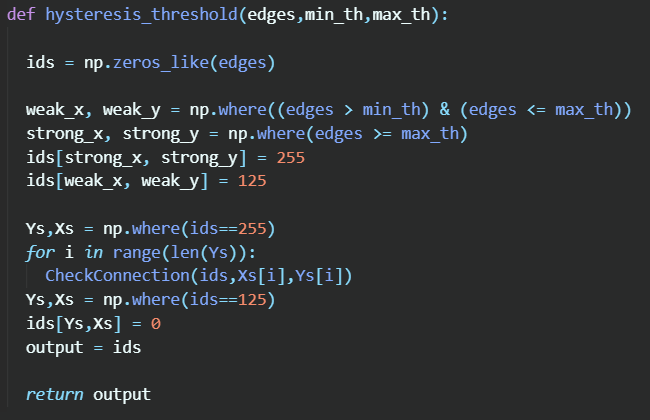 def hysteresis_threshold(edges,min_th,max_th):
ids = np.zeros_like(edges)
weak_x, weak_y = np.where((edges > min_th) & (edges <= max_th))
strong_x, strong_y = np.where(edges >= max_th)
ids[strong_x, strong_y] = 255
ids[weak_x, weak_y] = 125
Ys,Xs = np.where(ids==255)
for i in range(len(Ys)):
CheckConnection(ids,Xs[i],Ys[i])
Ys,Xs = np.where(ids==125)
ids[Ys,Xs] = 0
output = ids
return output